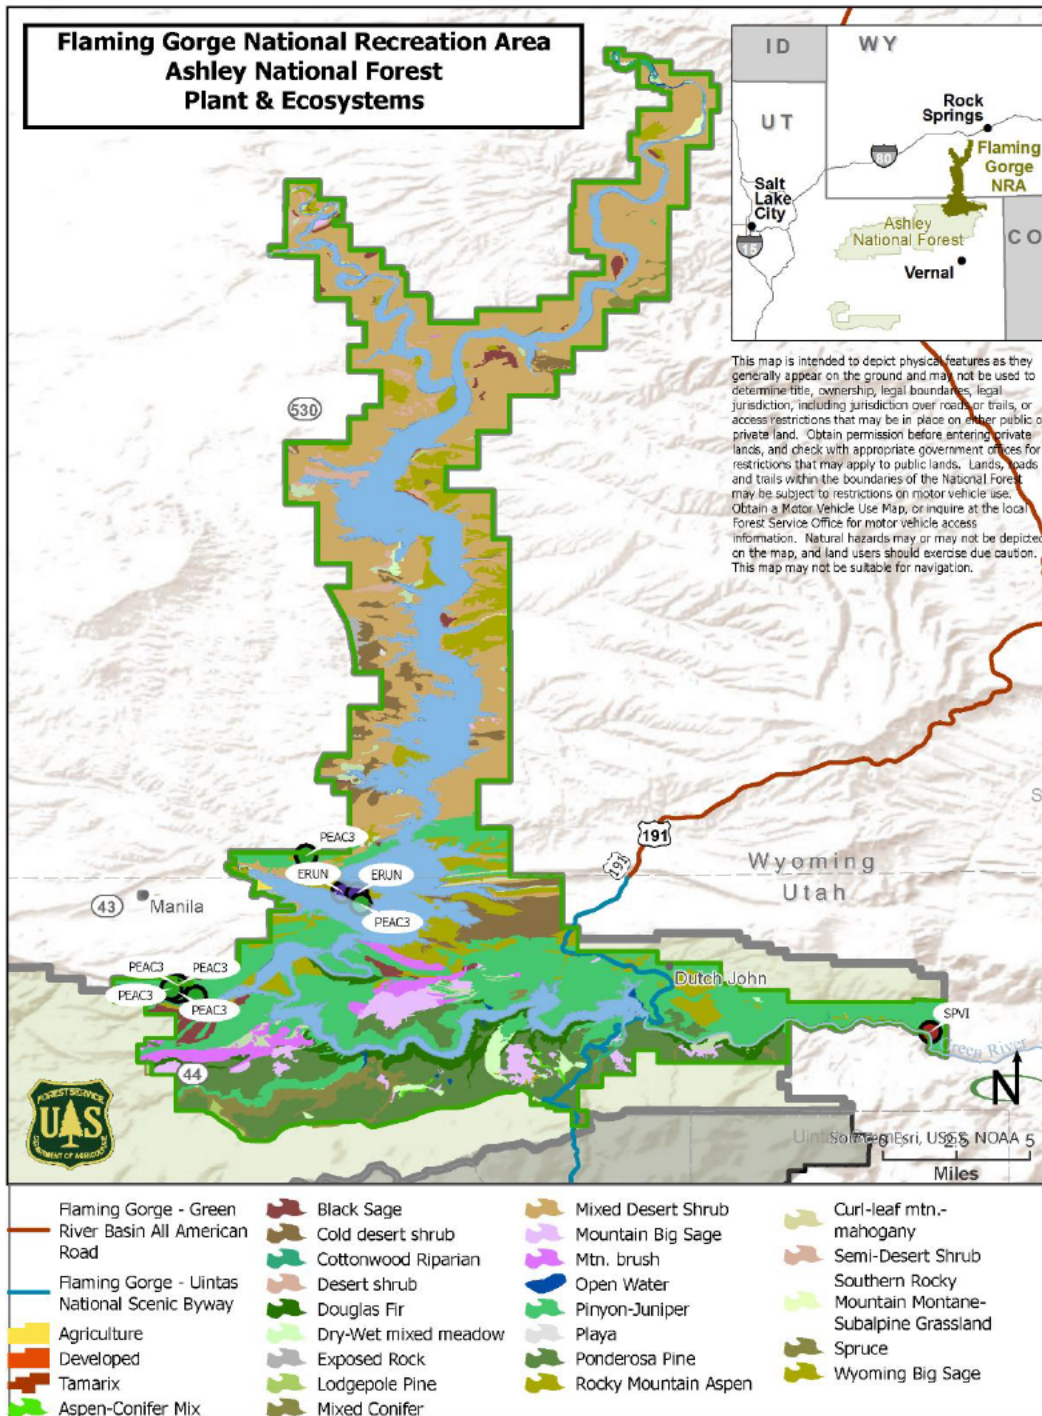 Flaming Gorge National Recreation Area
Ashley National Forest
Plant & Ecosystems
ID
WY
UT
Rock
Springs
80
Flaming
Gorge
NRA
Salt
Lake
City
15
Ashley
National Forest
CO
Vernal
This map is intended to depict physical features as they
generally appear on the ground and may not be used to
determine title, ownership, legal boundaries, legal
jurisdiction, including jurisdiction over roads or trails, or
access restrictions that may be in place on either public o
private land. Obtain permission before entering private
lands, and check with appropriate government offices for
restrictions that may apply to public lands. Lands, roads
and trails within the boundaries of the National Forest
may be subject to restrictions on motor vehicle use.
Obtain a Motor Vehicle Use Map, or inquire at the local
Forest Service Office for motor vehicle access
information. Natural hazards may or may not be depicted
on the map, and land users should exercise due caution.
This map may not be suitable for navigation.
530
191
191
Wyoming
Utah
PEAC3
ERUN
ERUN
PEAC3
43
Manila
PEAC3
PEAC3
PEAC3
PEAC3
Dutch John
SPVI
Green River
44
N
FOREST SERVICE
UAS
DEPARTMENT OF AGRICULTURE
Esri, USGS, NOAA
0 2.5 5
Miles
Flaming Gorge - Green
River Basin All American
Road
Flaming Gorge - Uintas
National Scenic Byway
Agriculture
Developed
Tamarix
Aspen-Conifer Mix
Black Sage
Cold desert shrub
Cottonwood Riparian
Desert shrub
Douglas Fir
Dry-Wet mixed meadow
Exposed Rock
Lodgepole Pine
Mixed Conifer
Mixed Desert Shrub
Mountain Big Sage
Mtn. brush
Open Water
Pinyon-Juniper
Playa
Ponderosa Pine
Rocky Mountain Aspen
Curl-leaf mtn.-
mahogany
Semi-Desert Shrub
Southern Rocky
Mountain Montane-
Subalpine Grassland
Spruce
Wyoming Big Sage